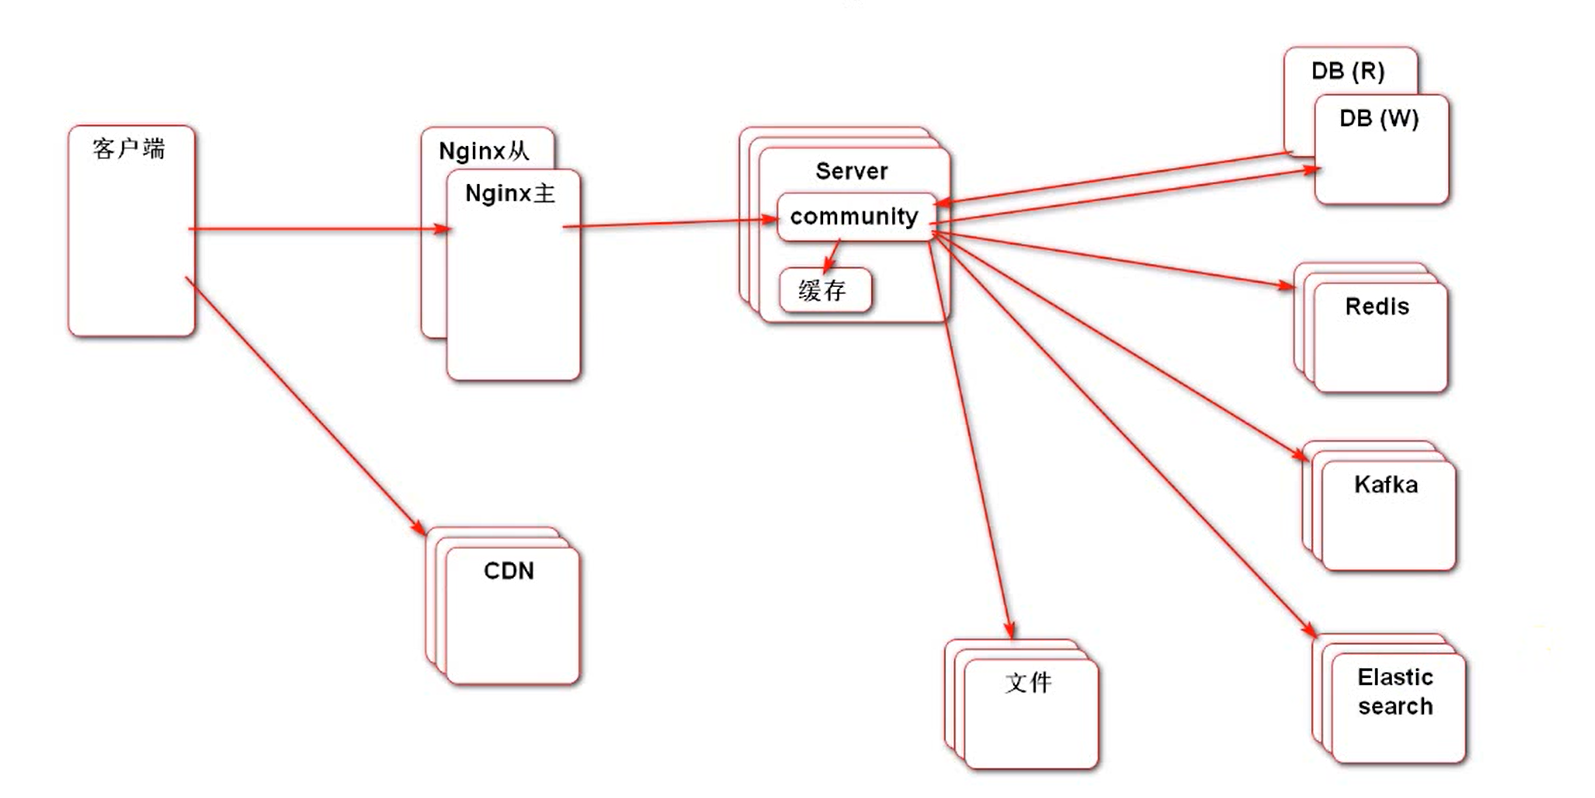 客户端
Nginx从
Nginx主
CDN
Server
community
缓存
文件
DB (R)
DB (W)
Redis
Kafka
Elastic
search